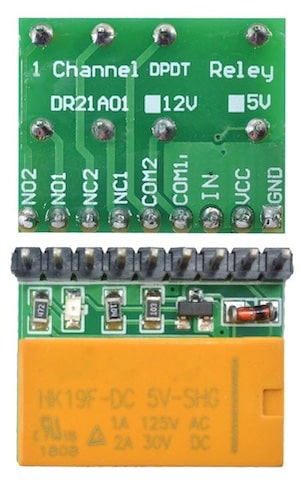 1 Channel DPDT Reley
DR21A01 12V 5V
NO2 NO1 NC2 NC1 COM2 COM1 IN VCC GND
HK19F-DC 5V-SHG
1A 125V AC
2A 30V DC